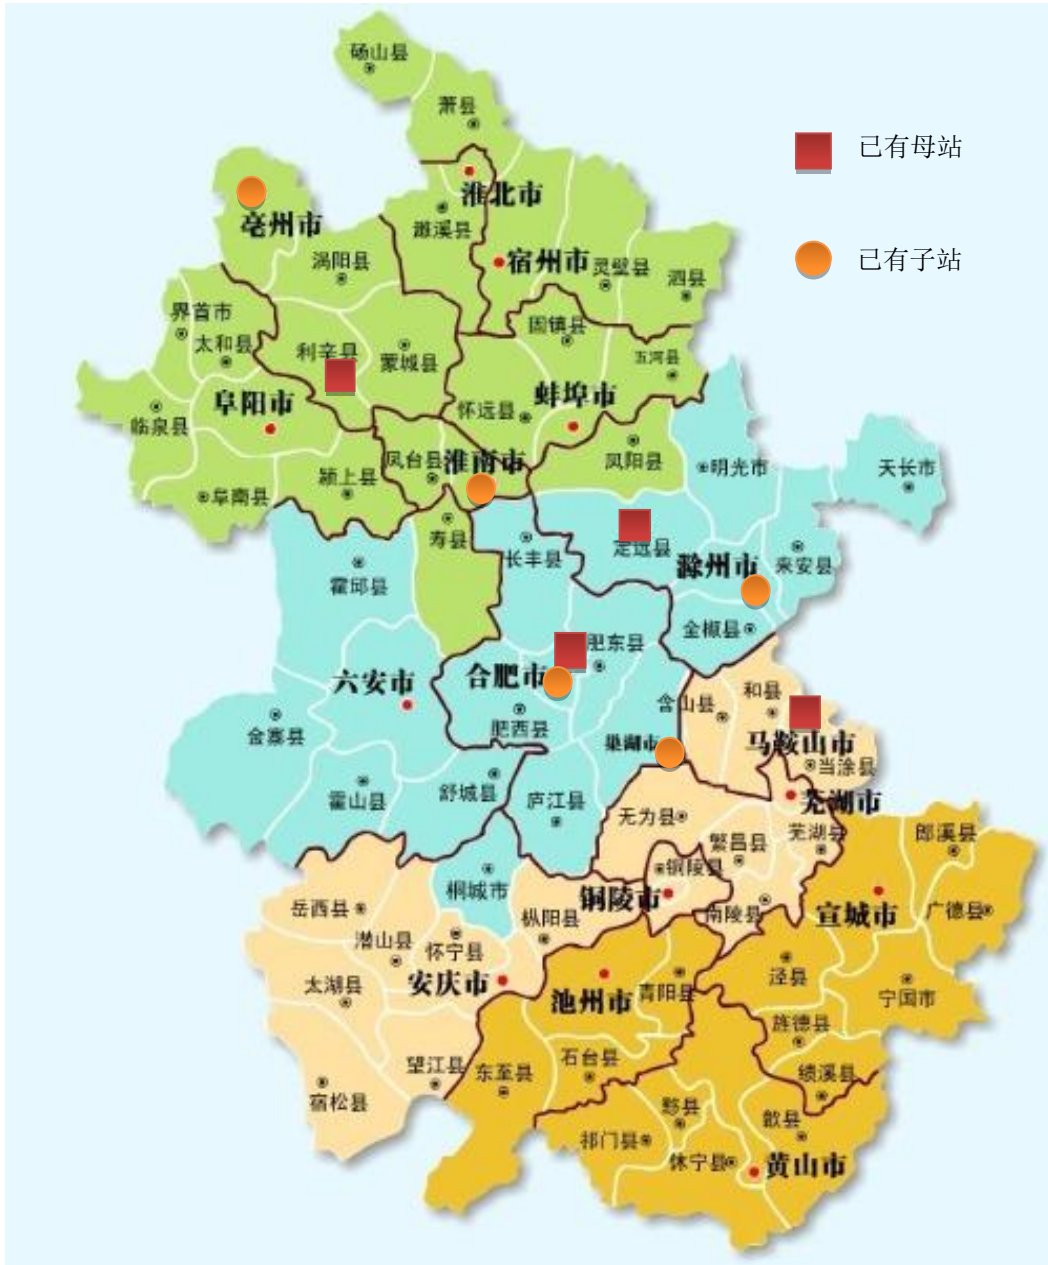 砀山县
萧县
已有母站
淮北市
亳州市
濉溪县
已有子站
涡阳县
宿州市
灵璧县
泗县
界首市
固镇县
太和县
利辛县
蒙城县
五河县
阜阳市
怀远县
蚌埠市
临泉县
凤台县
淮南市
凤阳县
明光市
天长市
颍上县
阜南县
寿县
长丰县
定远县
滁州市
来安县
霍邱县
金椒县
肥东县
六安市
合肥市
含山县
和县
金寨县
肥西县
巢湖市
马鞍山市
当涂县
霍山县
舒城县
庐江县
芜湖市
无为县
繁昌县
芜湖县
郎溪县
铜陵县
桐城市
铜陵市
岳西县
枞阳县
南陵县
宣城市
广德县
潜山县
怀宁县
太湖县
安庆市
池州市
青阳县
泾县
宁国市
旌德县
望江县
东至县
石台县
绩溪县
宿松县
黟县
歙县
祁门县
休宁县
黄山市